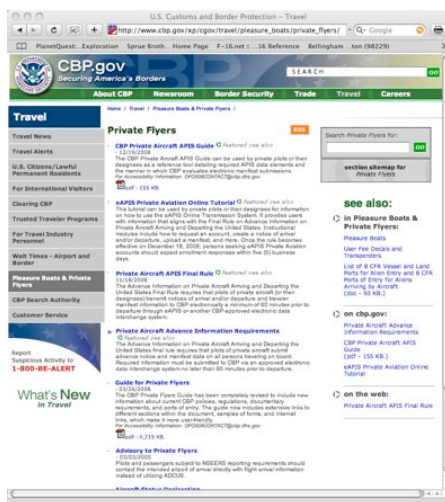 U.S. Customs and Border Protection – Travel
http://www.cbp.gov/xp/cgov/travel/pleasure_boats/private_flyers/
Google
PlanetQuest:...Exploration Spruce Broth... Home Page F-16.net :: ...16 Reference Bellingham ...ton (98229)
CBP.gov
Securing America's Borders
SEARCH
GO
About CBP Newsroom Border Security Trade Travel Careers
Travel
Travel News
Travel Alerts
U.S. Citizens/Lawful
Permanent Residents
For International Visitors
Clearing CBP
Trusted Traveler Programs
For Travel Industry
Personnel
Wait Times - Airport and
Border
Pleasure Boats & Private
Flyers
CBP Search Authority
Customer Service
Report
Suspicious Activity to
1-800-BE-ALERT
What's New
in Travel
Home / Travel / Pleasure Boats & Private Flyers /
Private Flyers
RSS
CBP Private Aircraft APIS Guide featured see also
- 12/19/2008
The CBP Private Aircraft APIS Guide can be used by private pilots or their
designees as a reference tool detailing required APIS data elements and
the manner in which CBP evaluates electronic manifest submissions.
pdf - 155 KB.
eAPIS Private Aviation Online Tutorial featured see also
This tutorial can be used by private pilots or their designees for information
on how to use the eAPIS Online Transmission System. It provides users
with information that aligns with the Final Rule on Advance Information on
Private Aircraft Arriving and Departing the United States. Instructional
modules include how to request an account, create a notice of arrival
and/or departure, upload a manifest, and more. Once the rule becomes
effective on December 18, 2008, persons seeking eAPIS Private Aviation
accounts should expect enrollment responses within five (5) business
days.
Private Aircraft APIS Final Rule featured see also
- 11/18/2008
The Advance Information on Private Aircraft Arriving and Departing the
United States Final Rule requires that pilots of private aircraft (or their
designees) transmit notices of arrival and/or departure and traveler
manifest information to CBP electronically a minimum of 60 minutes prior to
departure through eAPIS or another CBP-approved electronic data
interchange system.
Private Aircraft Advance Information Requirements
featured see also
The Advance Information on Private Aircraft Arriving and Departing the
United States final rule requires that pilots of private aircraft submit
advance notice and manifest data on all persons traveling on board.
Required information must be submitted to CBP via an approved electronic
data interchange system no later than 60 minutes prior to departure.
Guide for Private Flyers
- 03/26/2008
The CBP Private Flyers Guide has been completely revised to include new
information about current CBP policies, regulations, documentary
requirements, and ports of entry. The guide now includes extensive links to
different sections within the document, samples of forms, and internet
links, which make it more user-friendly.
pdf - 4,715 KB.
Advisory to Private Flyers
- 03/03/2005
Pilots and passengers subject to NSEERS reporting requirements should
contact the intended airport of arrival directly with flight arrival information
instead of utilizing ADCUS.
Aircraft Status Declaration
Search Private Flyers for:
GO
section sitemap for
Private Flyers
see also:
in Pleasure Boats &
Private Flyers:
Pleasure Boats
User Fee Decals and
Transponders
List of 8 CFR Vessel and Land
Ports for Alien Entry and 8 CFR
Ports of Entry for Aliens
Arriving by Aircraft
(doc - 93 KB.)
on cbp.gov:
Private Aircraft Advance
Information Requirements
CBP Private Aircraft APIS
Guide
(pdf - 155 KB.)
eAPIS Private Aviation Online
Tutorial
on the web:
Private Aircraft APIS Final Rule